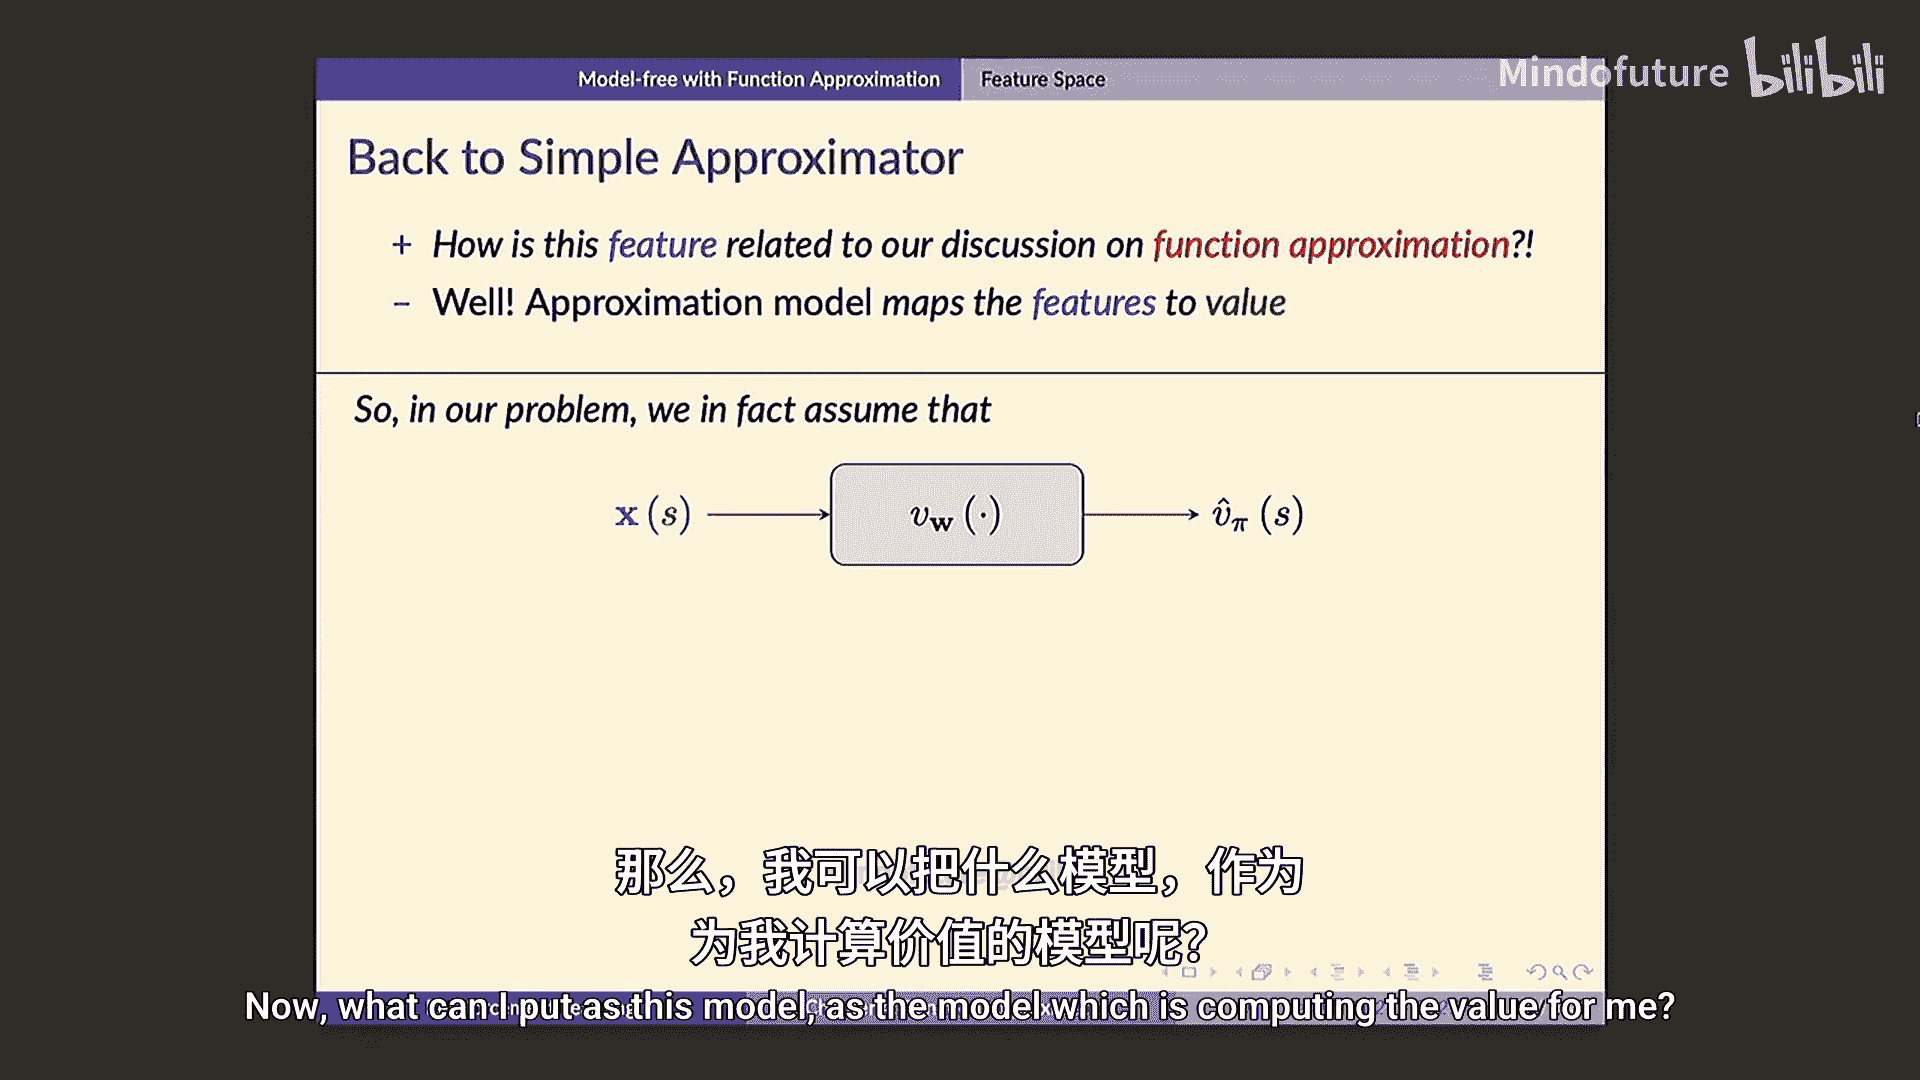 Model-free with Function Approximation Feature Space
Mindofuture bilibili
Back to Simple Approximator
+ How is this feature related to our discussion on function approximation?!
– Well! Approximation model maps the features to value
So, in our problem, we in fact assume that
x (s) v_w (·) v̂_π (s)
那么，我可以把什么模型，作为
为我计算价值的模型呢？
Now, what can I put as this model, as the model which is computing the value for me?